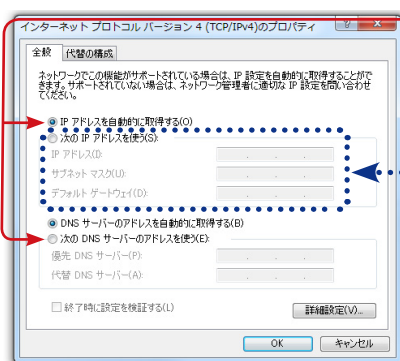 インターネット プロトコル バージョン 4 (TCP/IPv4)のプロパティ
全般 代替の構成
ネットワークでこの機能がサポートされている場合は、IP 設定を自動的に取得することがで
きます。サポートされていない場合は、ネットワーク管理者に適切な IP 設定を問い合わせ
てください。
IP アドレスを自動的に取得する(O)
次の IP アドレスを使う(S):
IP アドレス(I):
サブネット マスク(U):
デフォルト ゲートウェイ(D):
DNS サーバーのアドレスを自動的に取得する(B)
次の DNS サーバーのアドレスを使う(E):
優先 DNS サーバー(P):
代替 DNS サーバー(A):
終了時に設定を検証する(L)
詳細設定(V)...
OK キャンセル